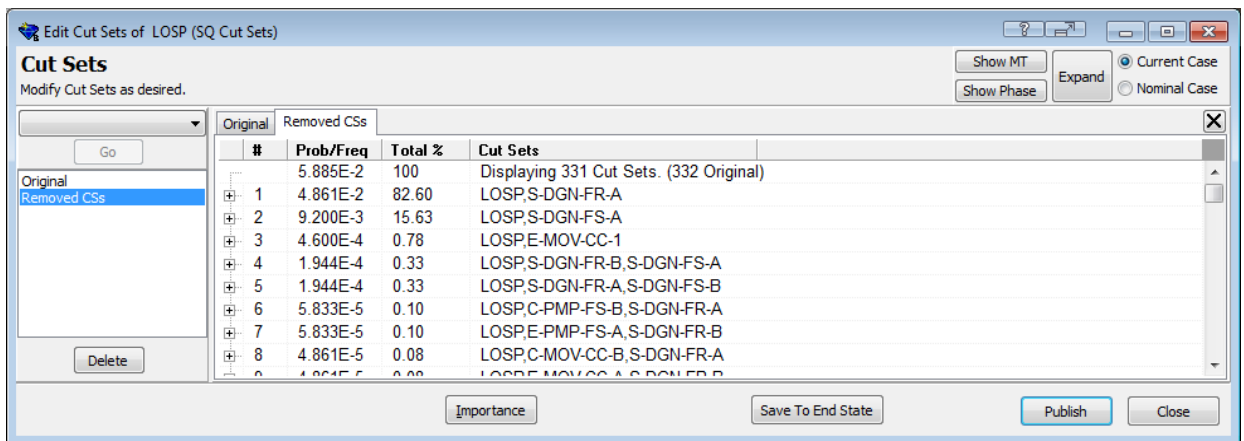 Edit Cut Sets of LOSP (SQ Cut Sets)
Cut Sets
Modify Cut Sets as desired.
Show MT
Show Phase
Expand
Current Case
Nominal Case
Go
Original
Removed CSs
Delete
Original Removed CSs
# Prob/Freq Total % Cut Sets
5.885E-2 100 Displaying 331 Cut Sets. (332 Original)
1 4.861E-2 82.60 LOSP,S-DGN-FR-A
2 9.200E-3 15.63 LOSP,S-DGN-FS-A
3 4.600E-4 0.78 LOSP,E-MOV-CC-1
4 1.944E-4 0.33 LOSP,S-DGN-FR-B,S-DGN-FS-A
5 1.944E-4 0.33 LOSP,S-DGN-FR-A,S-DGN-FS-B
6 5.833E-5 0.10 LOSP,C-PMP-FS-B,S-DGN-FR-A
7 5.833E-5 0.10 LOSP,E-PMP-FS-A,S-DGN-FR-B
8 4.861E-5 0.08 LOSP,C-MOV-CC-B,S-DGN-FR-A
Importance
Save To End State
Publish
Close